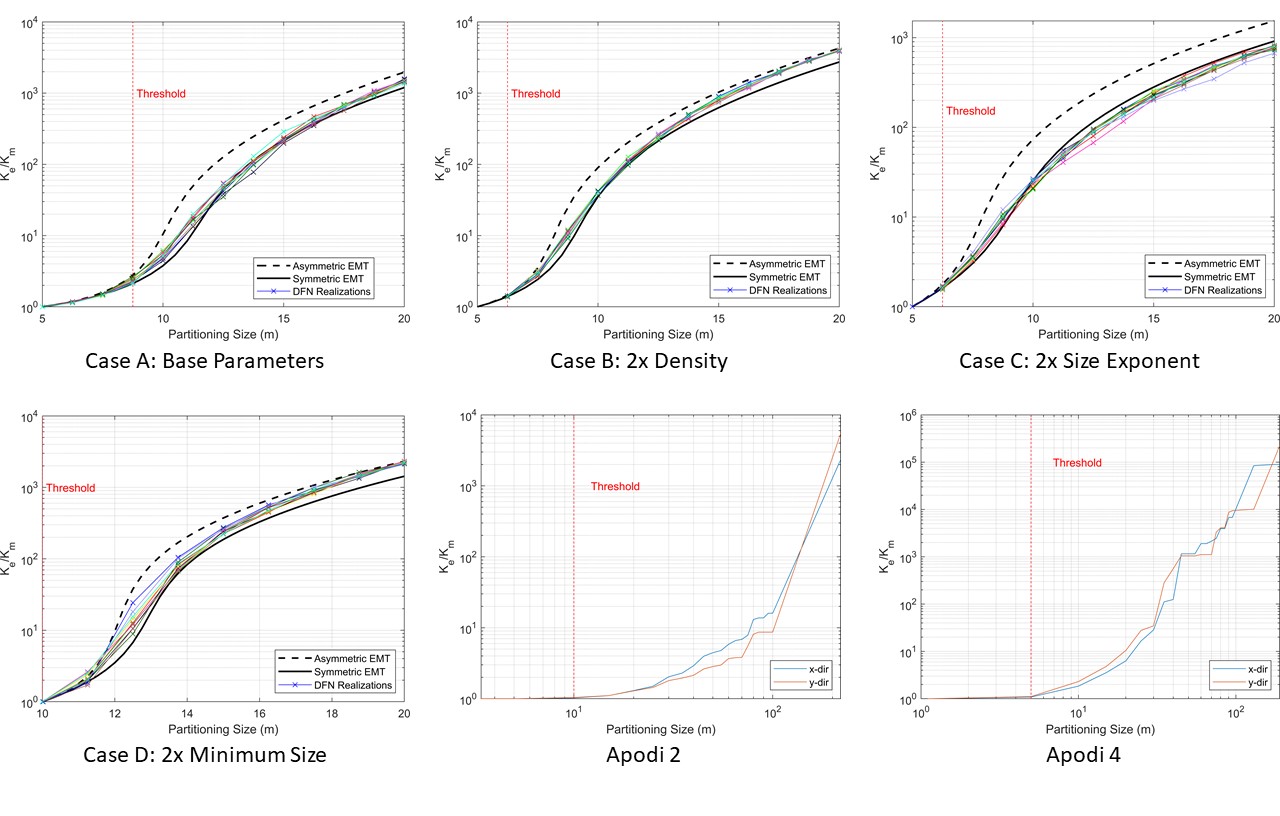 10^4
10^3
10^2
10^1
10^0
K_e/K_m
Threshold
Asymmetric EMT
Symmetric EMT
DFN Realizations
5 10 15 20
Partitioning Size (m)
Case A: Base Parameters
10^4
10^3
10^2
10^1
10^0
K_e/K_m
Threshold
Asymmetric EMT
Symmetric EMT
DFN Realizations
5 10 15 20
Partitioning Size (m)
Case B: 2x Density
10^3
10^2
10^1
10^0
K_e/K_m
Threshold
Asymmetric EMT
Symmetric EMT
DFN Realizations
5 10 15 20
Partitioning Size (m)
Case C: 2x Size Exponent
10^4
10^3
10^2
10^1
10^0
K_e/K_m
Threshold
Asymmetric EMT
Symmetric EMT
DFN Realizations
10 12 14 16 18 20
Partitioning Size (m)
Case D: 2x Minimum Size
10^4
10^3
10^2
10^1
10^0
K_e/K_m
Threshold
x-dir
y-dir
10^1 10^2
Partitioning Size (m)
Apodi 2
10^6
10^5
10^4
10^3
10^2
10^1
10^0
K_e/K_m
Threshold
x-dir
y-dir
10^0 10^1 10^2
Partitioning Size (m)
Apodi 4